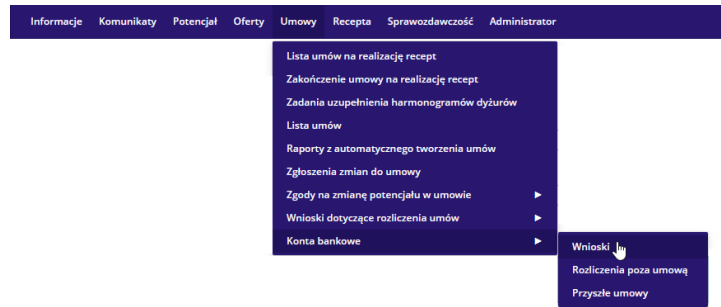 Informacje Komunikaty Potencjał Oferty Umowy Recepta Sprawozdawczość Administrator
Lista umów na realizację recept
Zakończenie umowy na realizację recept
Zadania uzupełnienia harmonogramów dyżurów
Lista umów
Raporty z automatycznego tworzenia umów
Zgłoszenia zmian do umowy
Zgody na zmianę potencjału w umowie
Wnioski dotyczące rozliczenia umów
Konta bankowe
Wnioski
Rozliczenia poza umową
Przyszłe umowy